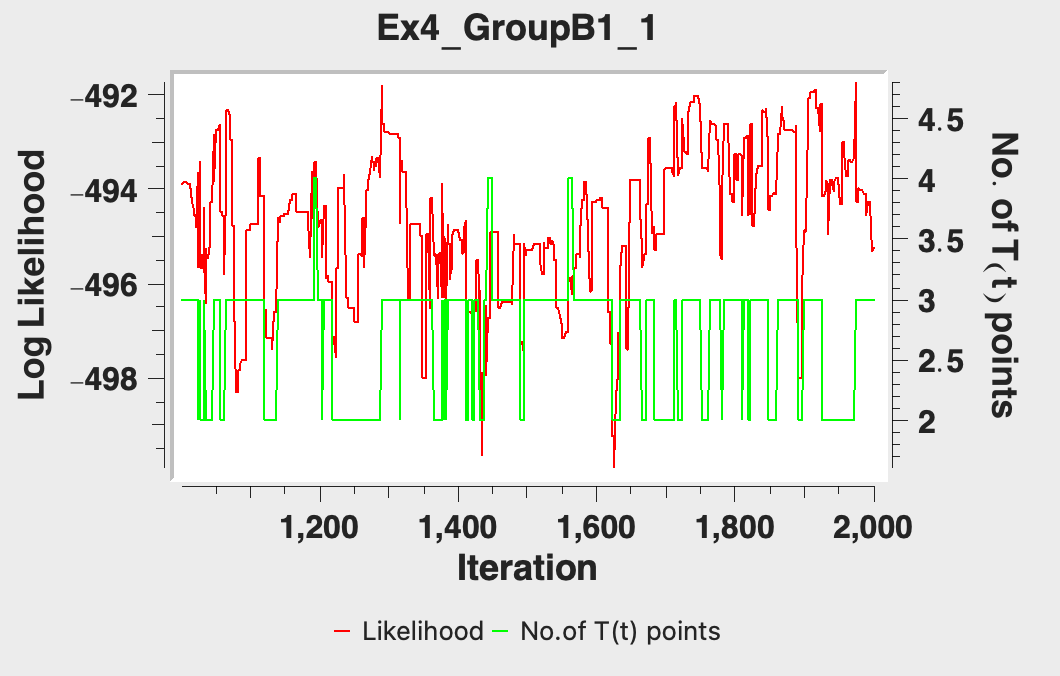 Ex4_GroupB1_1
−492
−494
−496
−498
Log Likelihood
4.5
4
3.5
3
2.5
2
No. of T(t) points
1,200 1,400 1,600 1,800 2,000
Iteration
Likelihood No.of T(t) points